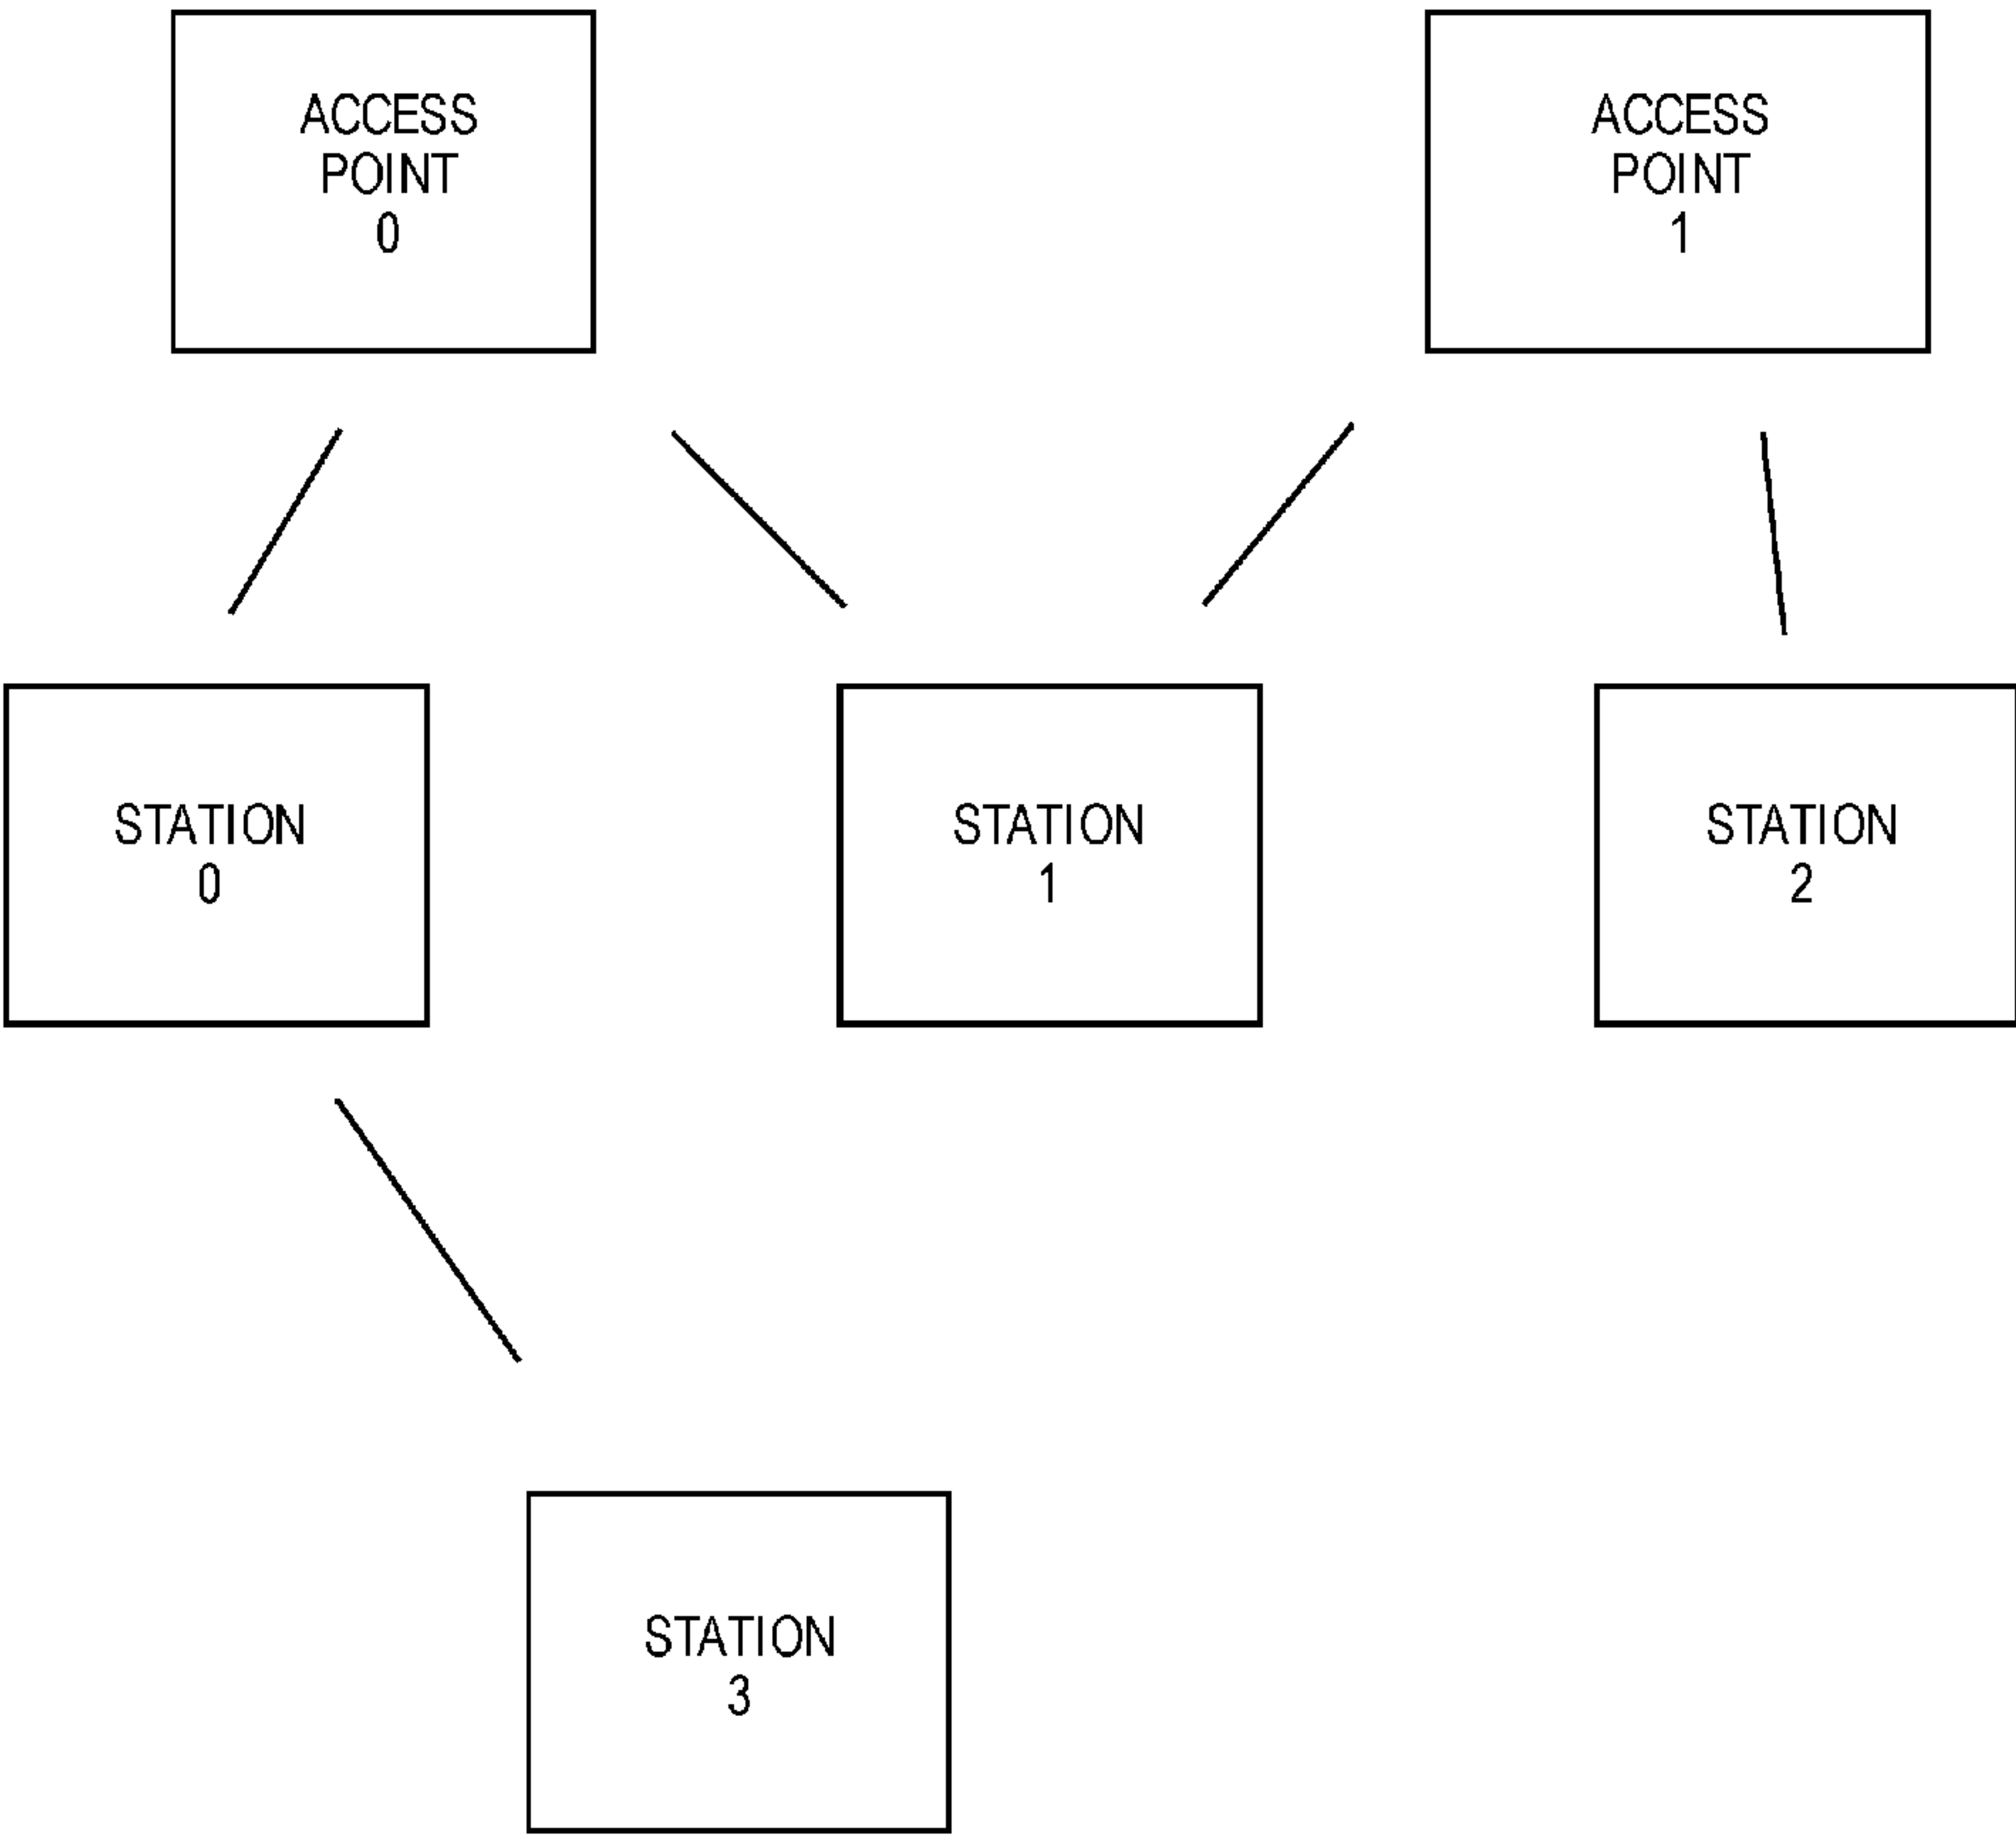 ACCESS
POINT
0
ACCESS
POINT
1
STATION
0
STATION
1
STATION
2
STATION
3